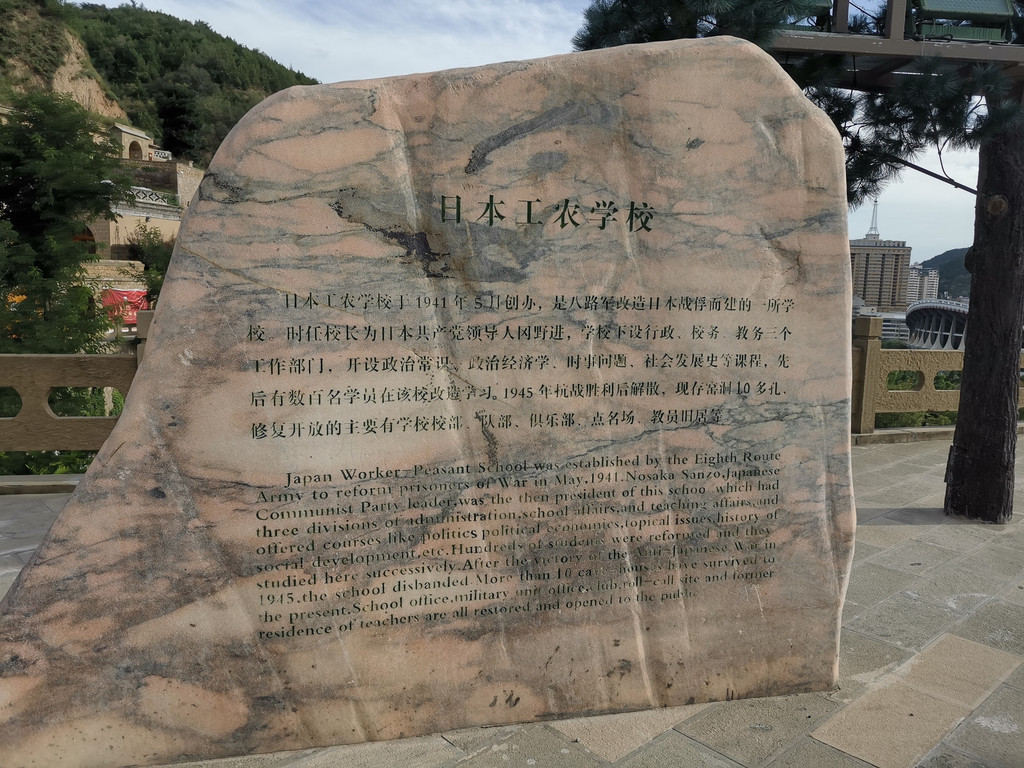 日本工农学校
日本工农学校于1941年5月创办，是八路军改造日本战俘而建的一所学
校。时任校长为日本共产党领导人冈野进，学校下设行政、校务、教务三个
工作部门，开设政治常识、政治经济学、时事问题、社会发展史等课程，先
后有数百名学员在该校改造学习。1945年抗战胜利后解散，现存窑洞10多孔，
修复开放的主要有学校校部、队部、俱乐部、点名场、教员旧居等。
Japan Worker-Peasant School was established by the Eighth Route
Army to reform prisoners of War in May,1941.Nosaka Sanzo,Japanese
Communist Party leader,was the then president of this school which had
three divisions of administration,school affairs,and teaching affairs,and
offered courses like politics political economics,topical issues,history of
social development,etc.Hundreds of students were reformed and they
studied here successively.After the victory of the Anti-Japanese War in
1945,the school disbanded.More than 10 have survived to
the present.School office,military unit office,club,roll-call site and former
residence of teachers are all restored and opened to the public